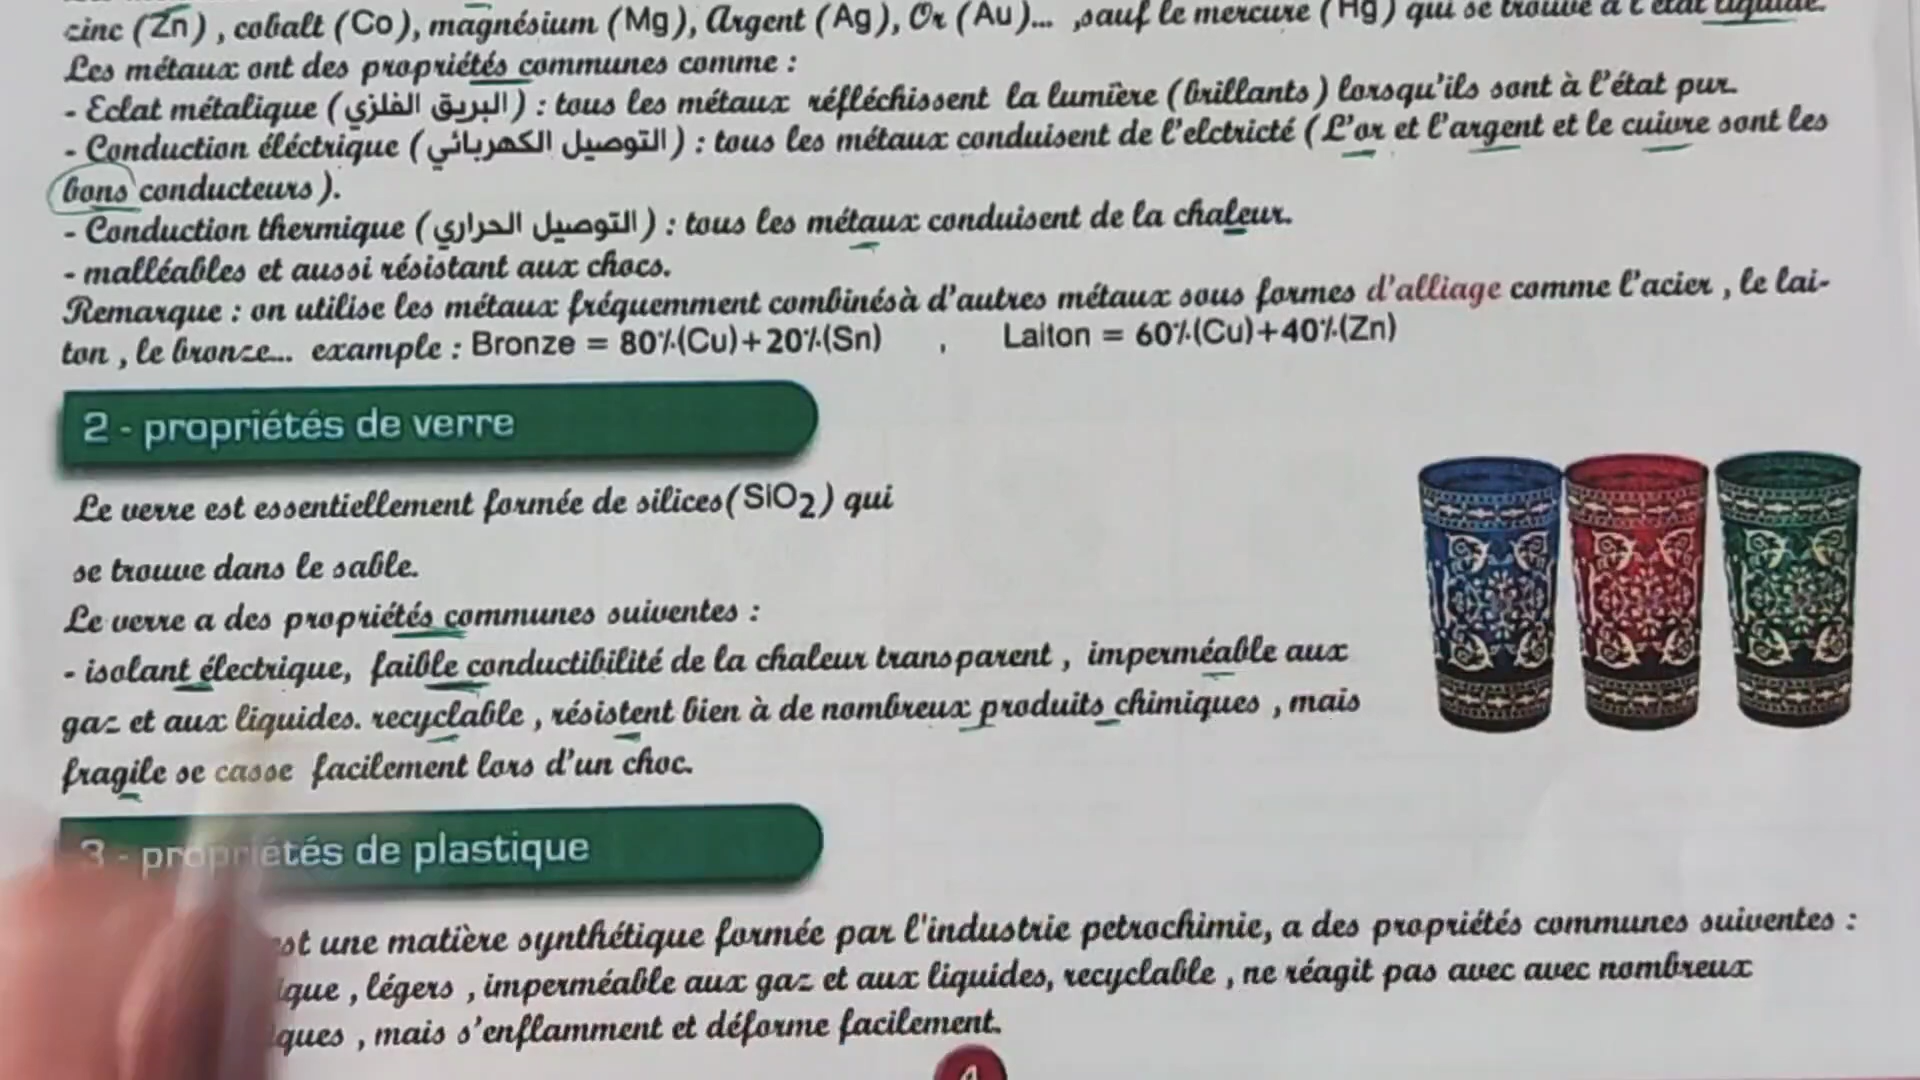 cinc (Zn) , cobalt (Co), magnésium (Mg), Argent (Ag), Or (Au)... ,sauf le mercure (Hg) qui se trouve à l'état liquide.
Les métaux ont des propriétés communes comme :
- Eclat métalique (البريق الفلزي) : tous les métaux réfléchissent la lumière (brillants) lorsqu'ils sont à l'état pur.
- Conduction éléctrique (التوصيل الكهربائي) : tous les métaux conduisent de l'elctricté (L'or et l'argent et le cuivre sont les
bons conducteurs).
- Conduction thermique (التوصيل الحراري) : tous les métaux conduisent de la chaleur.
- malléables et aussi résistant aux chocs.
Remarque : on utilise les métaux fréquemment combinésà d'autres métaux sous formes d'alliage comme l'acier , le lai-
ton , le bronze... example : Bronze = 80%(Cu)+20%(Sn) , Laiton = 60%(Cu)+40%(Zn)
2 - propriétés de verre
Le verre est essentiellement formée de silices(SiO2) qui
se trouve dans le sable.
Le verre a des propriétés communes suiventes :
- isolant électrique, faible conductibilité de la chaleur transparent , imperméable aux
gaz et aux liquides. recyclable , résistent bien à de nombreux produits chimiques , mais
fragile se casse facilement lors d'un choc.
3 - propriétés de plastique
une matière synthétique formée par l'industrie petrochimie, a des propriétés communes suiventes :
, légers , imperméable aux gaz et aux liquides, recyclable , ne réagit pas avec avec nombreux
, mais s'enflamment et déforme facilement.